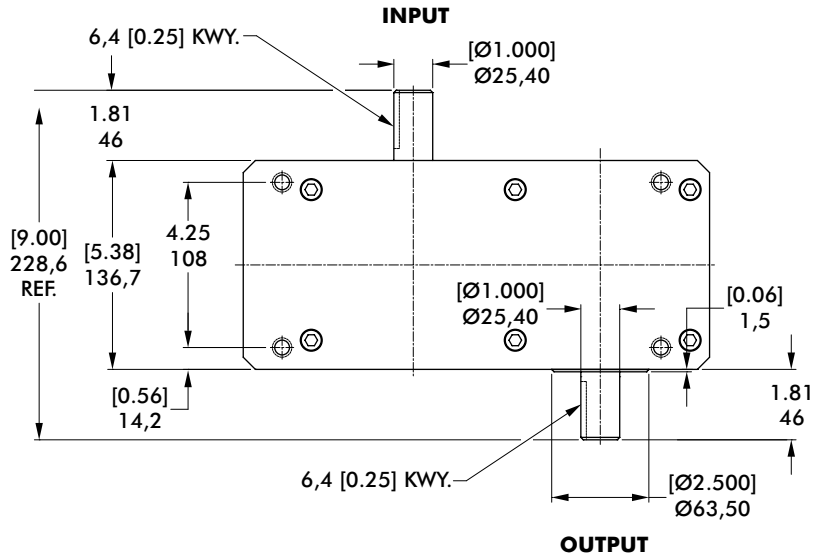 INPUT
6,4 [0.25] KWY.
[Ø1.000]
Ø25,40
1.81
46
[9.00]
228,6
REF.
[5.38]
136,7
4.25
108
[Ø1.000]
Ø25,40
[0.06]
1,5
[0.56]
14,2
1.81
46
6,4 [0.25] KWY.
[Ø2.500]
Ø63,50
OUTPUT